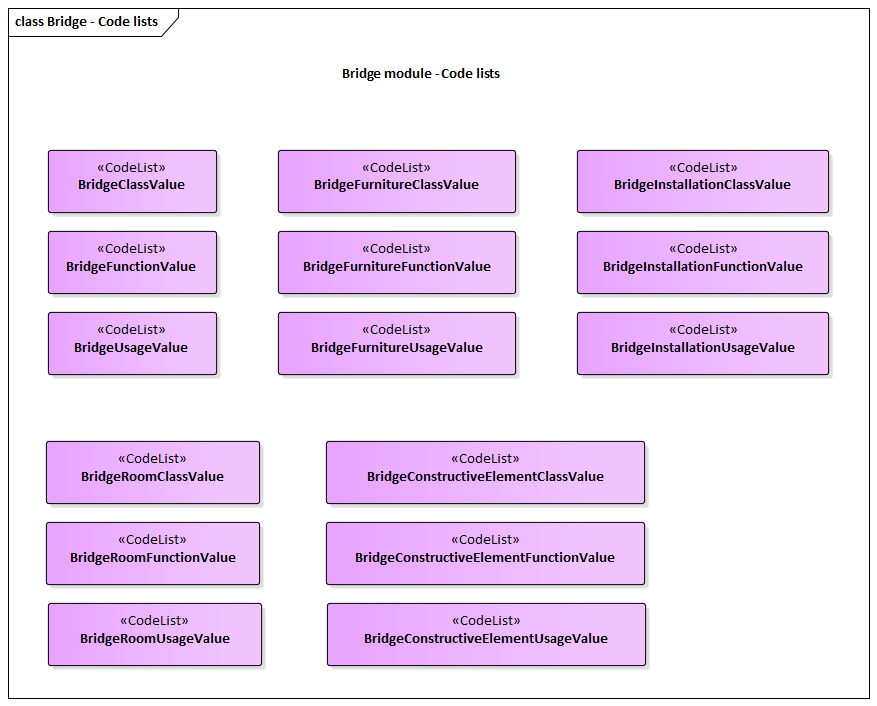 class Bridge - Code lists
Bridge module - Code lists
«CodeList»
BridgeClassValue
«CodeList»
BridgeFurnitureClassValue
«CodeList»
BridgeInstallationClassValue
«CodeList»
BridgeFunctionValue
«CodeList»
BridgeFurnitureFunctionValue
«CodeList»
BridgeInstallationFunctionValue
«CodeList»
BridgeUsageValue
«CodeList»
BridgeFurnitureUsageValue
«CodeList»
BridgeInstallationUsageValue
«CodeList»
BridgeRoomClassValue
«CodeList»
BridgeConstructiveElementClassValue
«CodeList»
BridgeRoomFunctionValue
«CodeList»
BridgeConstructiveElementFunctionValue
«CodeList»
BridgeRoomUsageValue
«CodeList»
BridgeConstructiveElementUsageValue